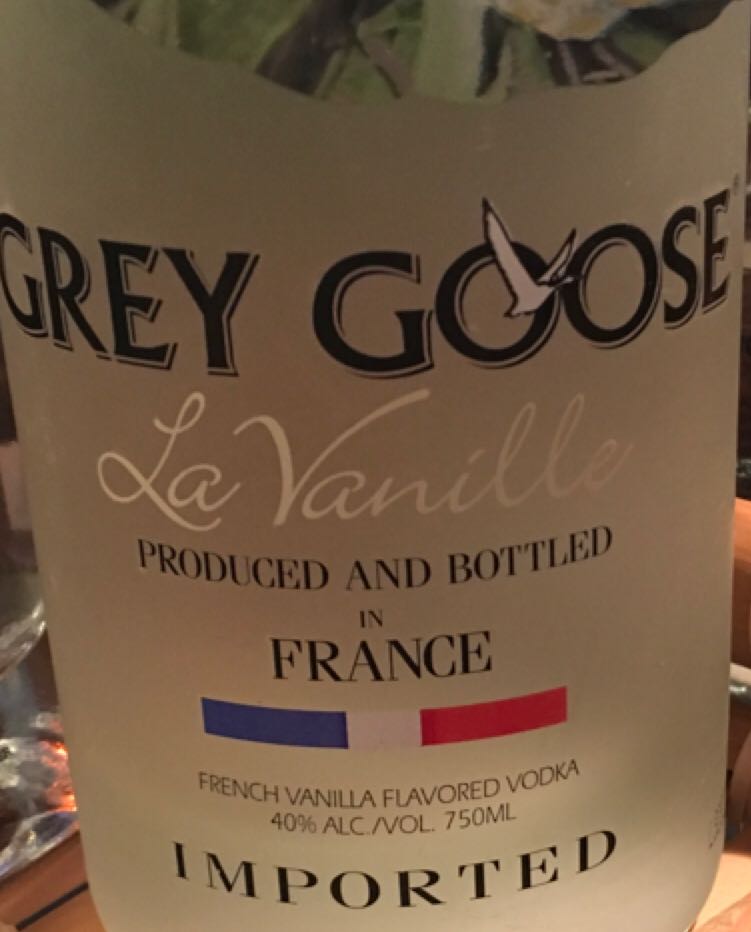 GREY GOOSE
La Vanille
PRODUCED AND BOTTLED
IN
FRANCE
FRENCH VANILLA FLAVORED VODKA
40% ALC./VOL. 750ML
IMPORTED